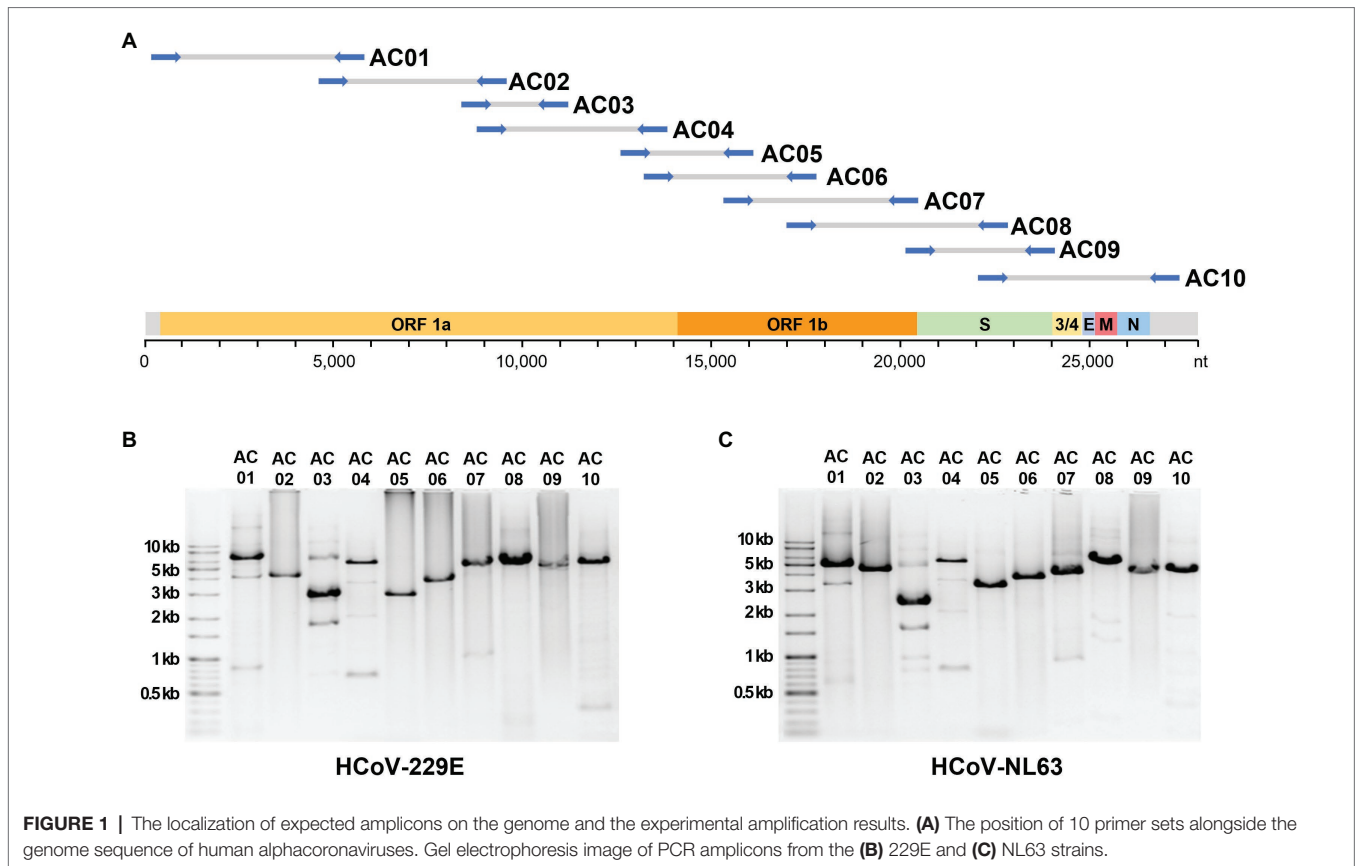 A
AC01
AC02
AC03
AC04
AC05
AC06
AC07
AC08
AC09
AC10
ORF 1a ORF 1b S 3/4 E M N
0 5,000 10,000 15,000 20,000 25,000 nt
B
AC AC AC AC AC AC AC AC AC AC
01 02 03 04 05 06 07 08 09 10
10 kb
5 kb
3 kb
2 kb
1 kb
0.5 kb
HCoV-229E
C
AC AC AC AC AC AC AC AC AC AC
01 02 03 04 05 06 07 08 09 10
10 kb
5 kb
3 kb
2 kb
1 kb
0.5 kb
HCoV-NL63
FIGURE 1 | The localization of expected amplicons on the genome and the experimental amplification results. (A) The position of 10 primer sets alongside the
genome sequence of human alphacoronaviruses. Gel electrophoresis image of PCR amplicons from the (B) 229E and (C) NL63 strains.